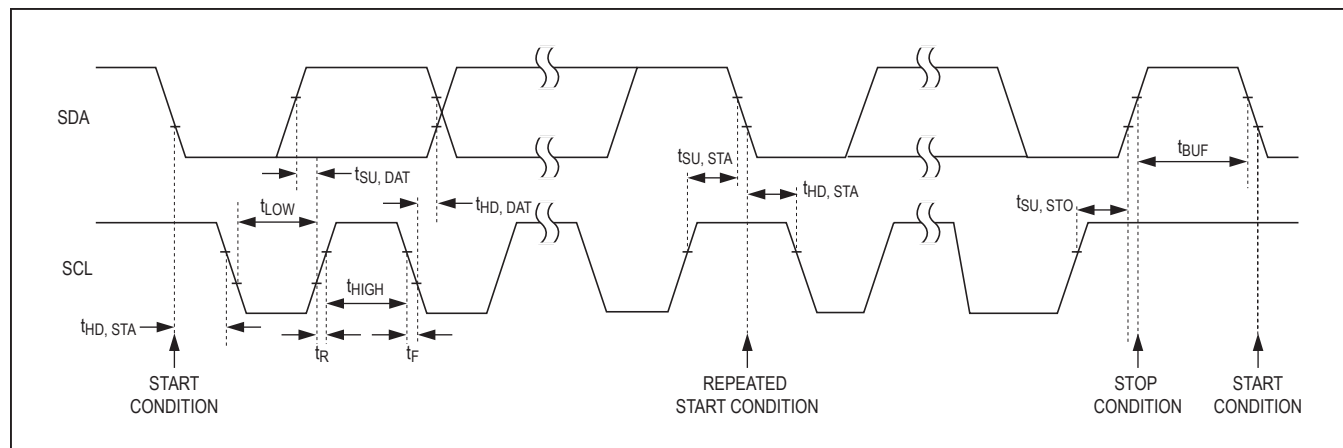 SDA
tSU, DAT
tHD, DAT
tLOW
tSU, STA
tHD, STA
tBUF
tSU, STO
SCL
tHIGH
tHD, STA
tR
tF
START
CONDITION
REPEATED
START CONDITION
STOP
CONDITION
START
CONDITION